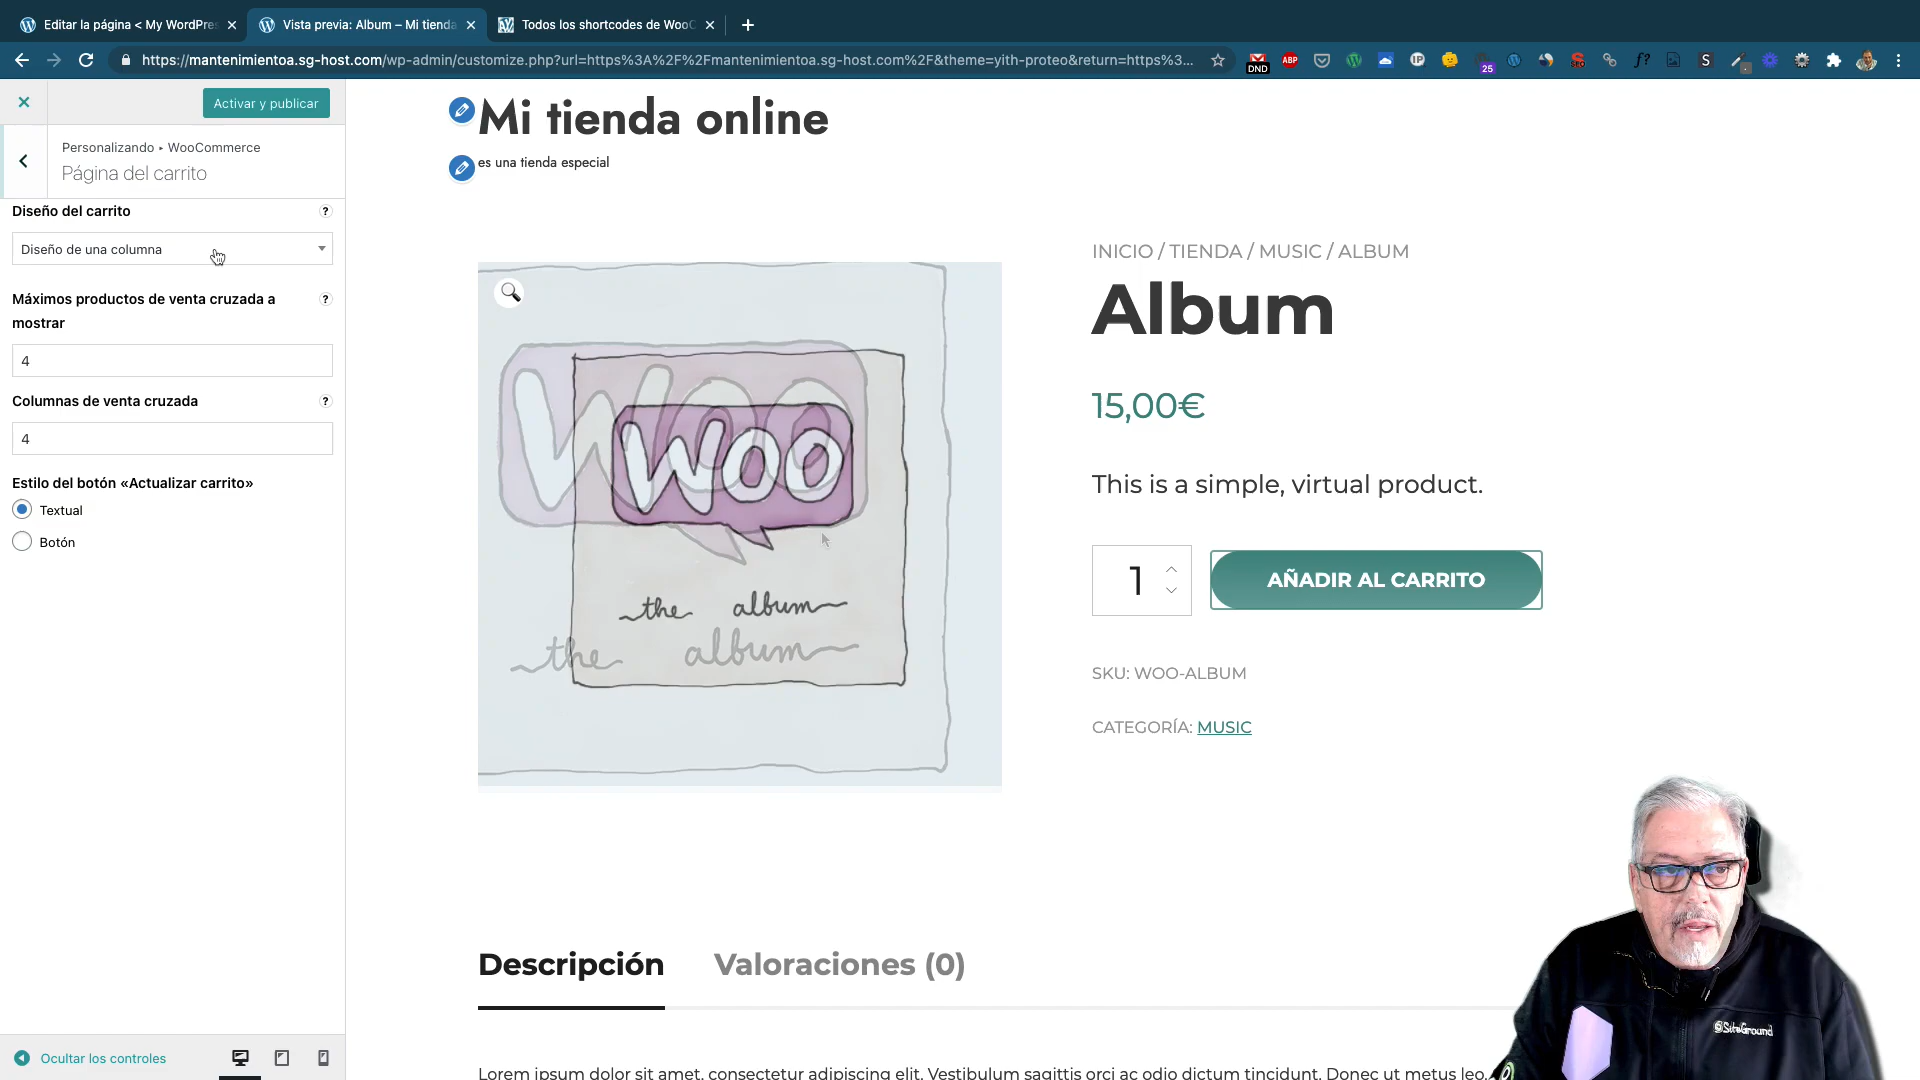 Editar la página < My WordPres
Vista previa: Album – Mi tienda
Todos los shortcodes de WooC
https://mantenimientoa.sg-host.com/wp-admin/customize.php?url=https%3A%2F%2Fmantenimientoa.sg-host.com%2F&theme=yith-proteo&return=https%3...
DND
ABP
25
Activar y publicar
Personalizando ▸ WooCommerce
Página del carrito
Diseño del carrito
?
Diseño de una columna
Máximos productos de venta cruzada a
mostrar
?
4
Columnas de venta cruzada
?
4
Estilo del botón «Actualizar carrito»
Textual
Botón
Ocultar los controles
Mi tienda online
es una tienda especial
WOO
WOO
the album
the album
INICIO / TIENDA / MUSIC / ALBUM
Album
15,00€
This is a simple, virtual product.
1
AÑADIR AL CARRITO
SKU: WOO-ALBUM
CATEGORÍA: MUSIC
Descripción
Valoraciones (0)
Lorem ipsum dolor sit amet, consectetur adipiscing elit. Vestibulum sagittis orci ac odio dictum tincidunt. Donec ut metus leo.
SiteGround